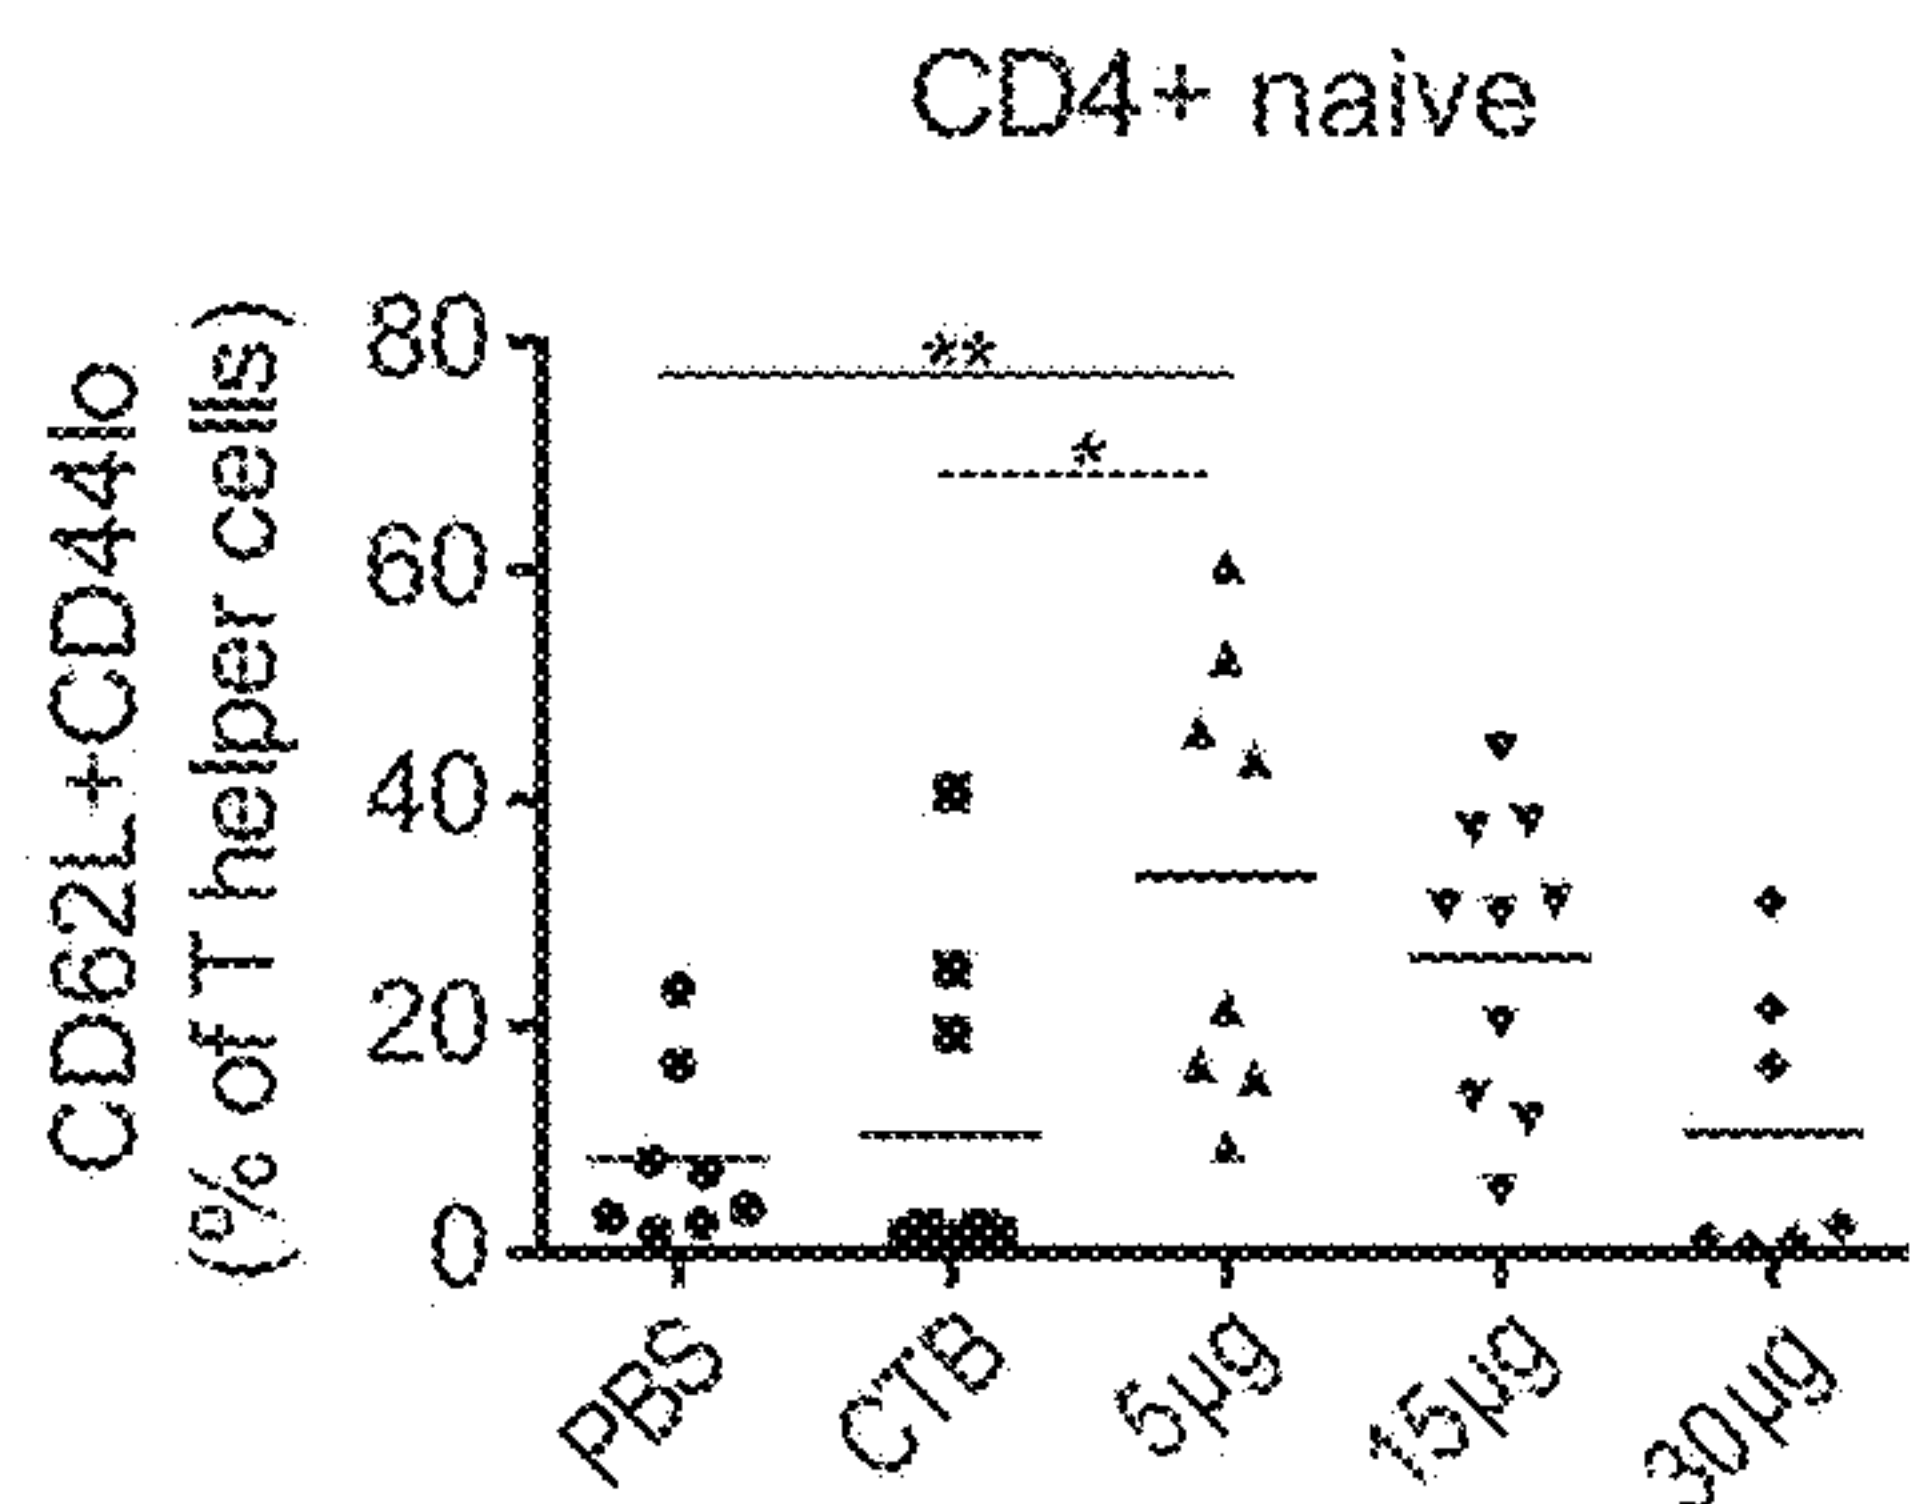 CD4+ naive
CD62L+CD44lo
(% of T helper cells)
80
60
40
20
0
**
*
PBS
CTB
5µg
15µg
30µg